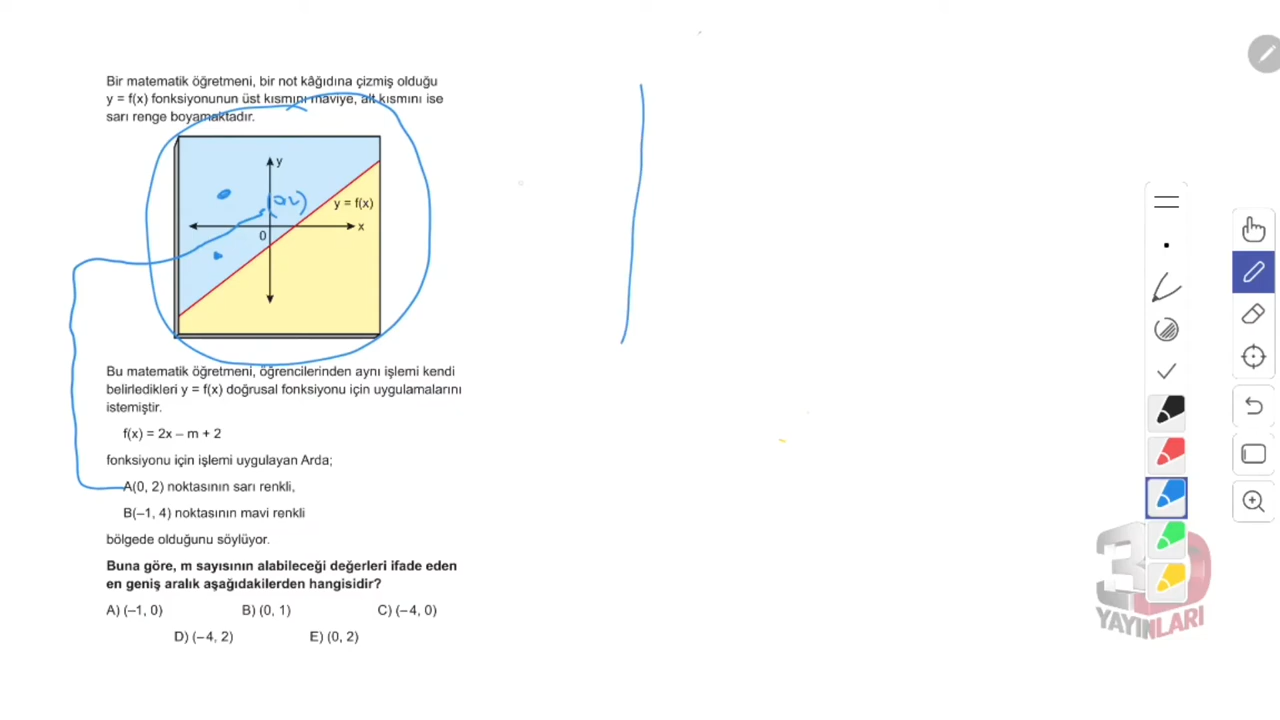 Bir matematik öğretmeni, bir not kâğıdına çizmiş olduğu
y = f(x) fonksiyonunun üst kısmını maviye, alt kısmını ise
sarı renge boyamaktadır.
y
(0,2)
y = f(x)
x
0
Bu matematik öğretmeni, öğrencilerinden aynı işlemi kendi
belirledikleri y = f(x) doğrusal fonksiyonu için uygulamalarını
istemiştir.
f(x) = 2x – m + 2
fonksiyonu için işlemi uygulayan Arda;
A(0, 2) noktasının sarı renkli,
B(–1, 4) noktasının mavi renkli
bölgede olduğunu söylüyor.
Buna göre, m sayısının alabileceği değerleri ifade eden
en geniş aralık aşağıdakilerden hangisidir?
A) (–1, 0) B) (0, 1) C) (–4, 0)
D) (–4, 2) E) (0, 2)
3D
YAYINLARI